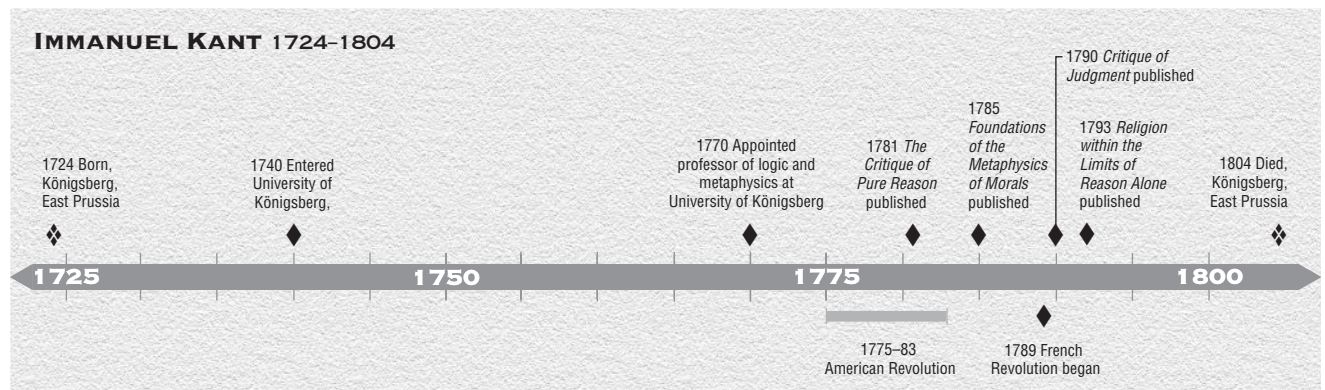 IMMANUEL KANT 1724–1804
1724 Born,
Königsberg,
East Prussia
1740 Entered
University of
Königsberg,
1770 Appointed
professor of logic and
metaphysics at
University of Königsberg
1781 The
Critique of
Pure Reason
published
1785
Foundations
of the
Metaphysics
of Morals
published
1790 Critique of
Judgment published
1793 Religion
within the
Limits of
Reason Alone
published
1804 Died,
Königsberg,
East Prussia
1725
1750
1775
1800
1775–83
American Revolution
1789 French
Revolution began